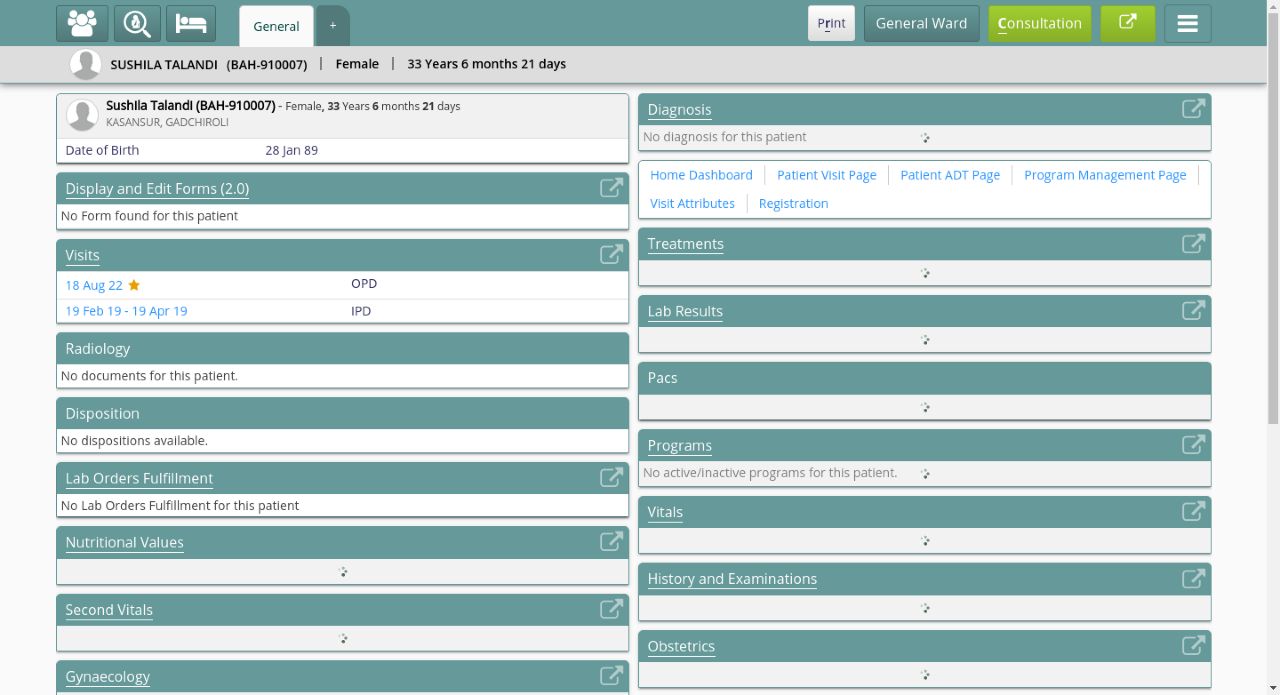 General
+
Print
General Ward
Consultation
SUSHILA TALANDI (BAH-910007) | Female | 33 Years 6 months 21 days
Sushila Talandi (BAH-910007) - Female, 33 Years 6 months 21 days
KASANSUR, GADCHIROLI
Date of Birth 28 Jan 89
Display and Edit Forms (2.0)
No Form found for this patient
Visits
18 Aug 22 OPD
19 Feb 19 - 19 Apr 19 IPD
Radiology
No documents for this patient.
Disposition
No dispositions available.
Lab Orders Fulfillment
No Lab Orders Fulfillment for this patient
Nutritional Values
Second Vitals
Gynaecology
Diagnosis
No diagnosis for this patient
Home Dashboard Patient Visit Page Patient ADT Page Program Management Page
Visit Attributes Registration
Treatments
Lab Results
Pacs
Programs
No active/inactive programs for this patient.
Vitals
History and Examinations
Obstetrics